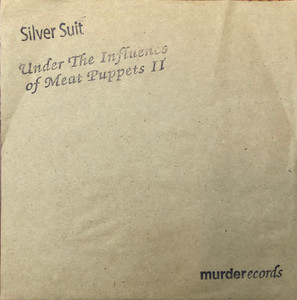 Silver Suit
Under The Influence
of Meat Puppets II
murderecords